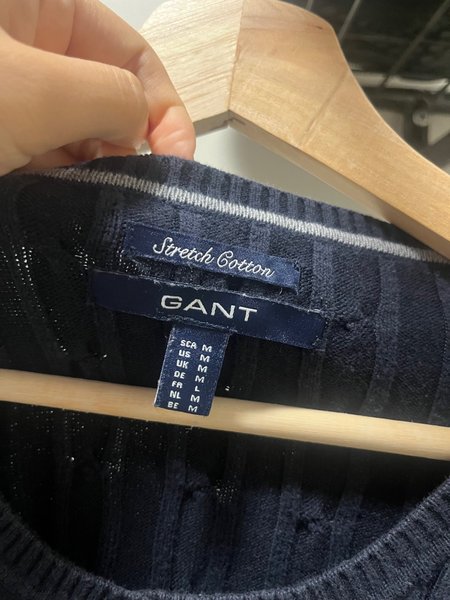 Stretch Cotton
GANT
SCA M
US M
UK M
DE M
FR L
NL M
BE M